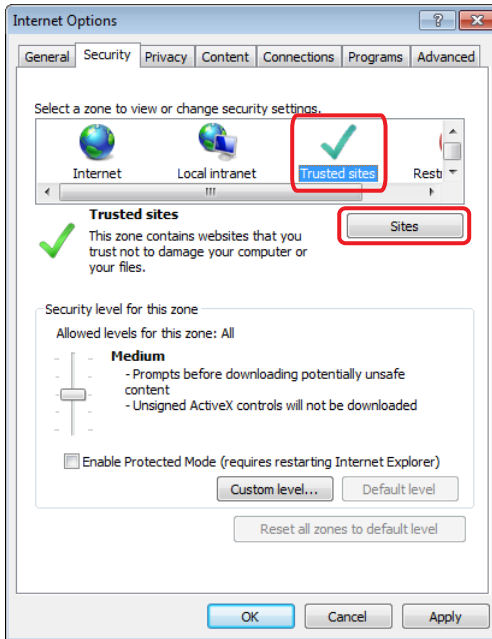 Internet Options
General Security Privacy Content Connections Programs Advanced
Select a zone to view or change security settings.
Internet Local intranet Trusted sites Restr
Trusted sites
Sites
This zone contains websites that you
trust not to damage your computer or
your files.
Security level for this zone
Allowed levels for this zone: All
Medium
- Prompts before downloading potentially unsafe
content
- Unsigned ActiveX controls will not be downloaded
Enable Protected Mode (requires restarting Internet Explorer)
Custom level... Default level
Reset all zones to default level
OK Cancel Apply